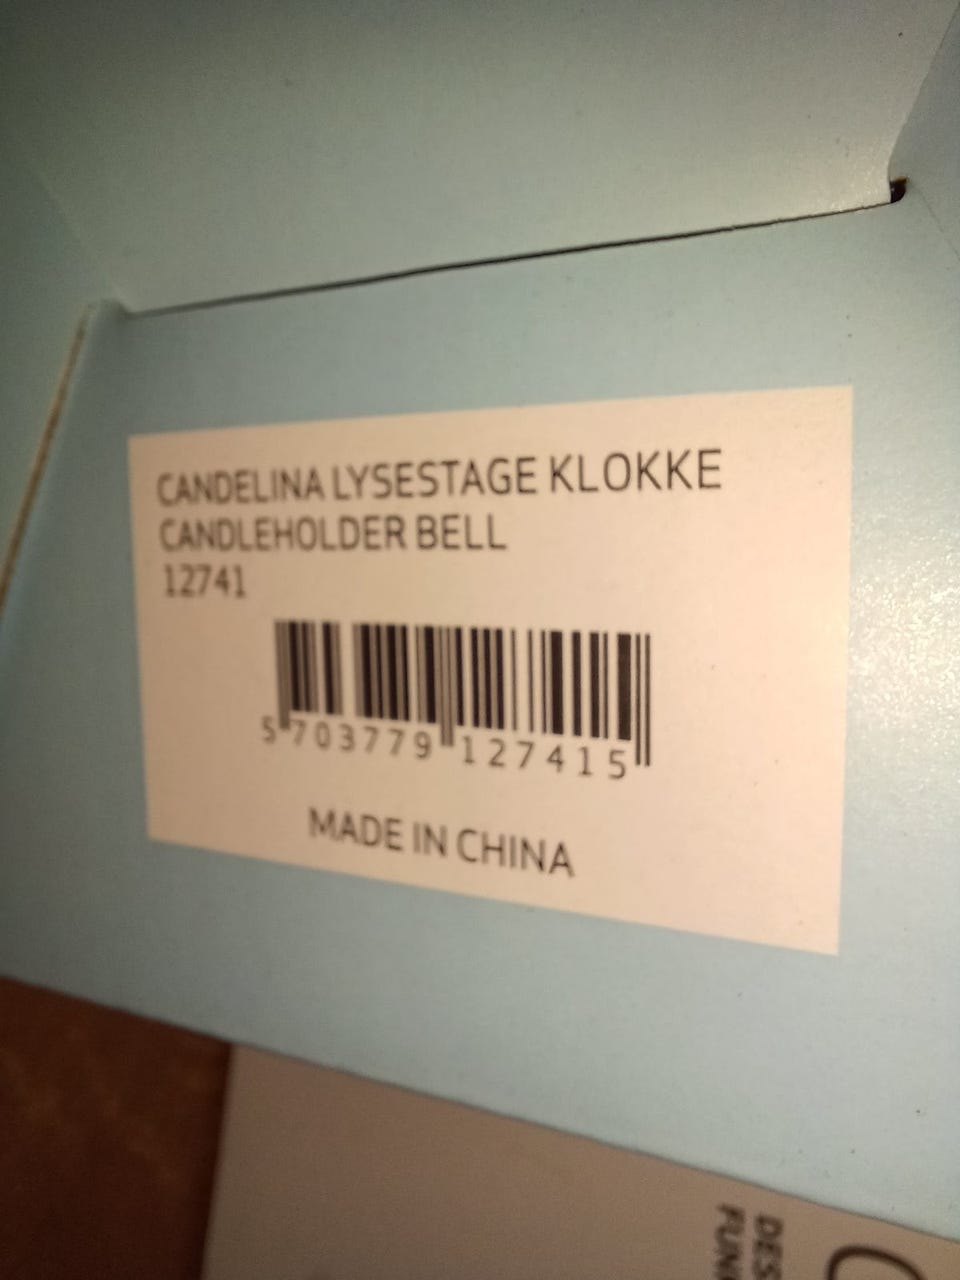 CANDELINA LYSESTAGE KLOKKE
CANDLEHOLDER BELL
12741
5 703779 127415
MADE IN CHINA